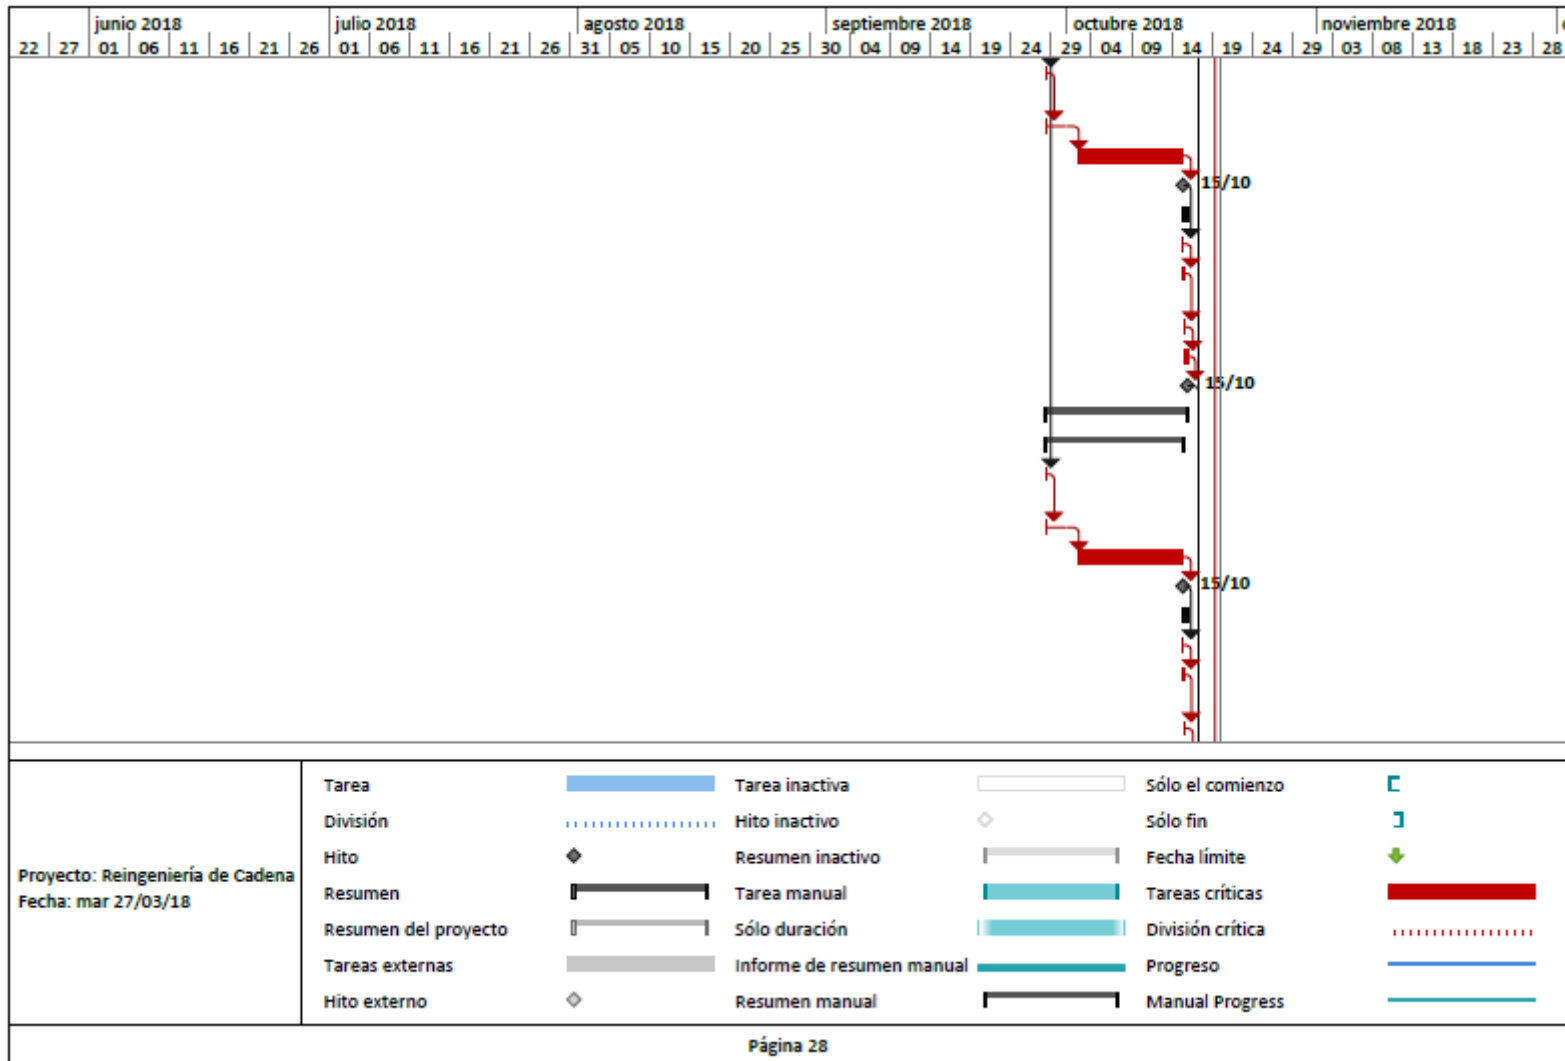 junio 2018 julio 2018 agosto 2018 septiembre 2018 octubre 2018 noviembre 2018
22 27 01 06 11 16 21 26 01 06 11 16 21 26 31 05 10 15 20 25 30 04 09 14 19 24 29 04 09 14 19 24 29 03 08 13 18 23 28
15/10
15/10
15/10
Tarea Tarea inactiva Sólo el comienzo
División Hito inactivo Sólo fin
Hito Resumen inactivo Fecha límite
Proyecto: Reingeniería de Cadena
Fecha: mar 27/03/18
Resumen Tarea manual Tareas críticas
Resumen del proyecto Sólo duración División crítica
Tareas externas Informe de resumen manual Progreso
Hito externo Resumen manual Manual Progress
Página 28